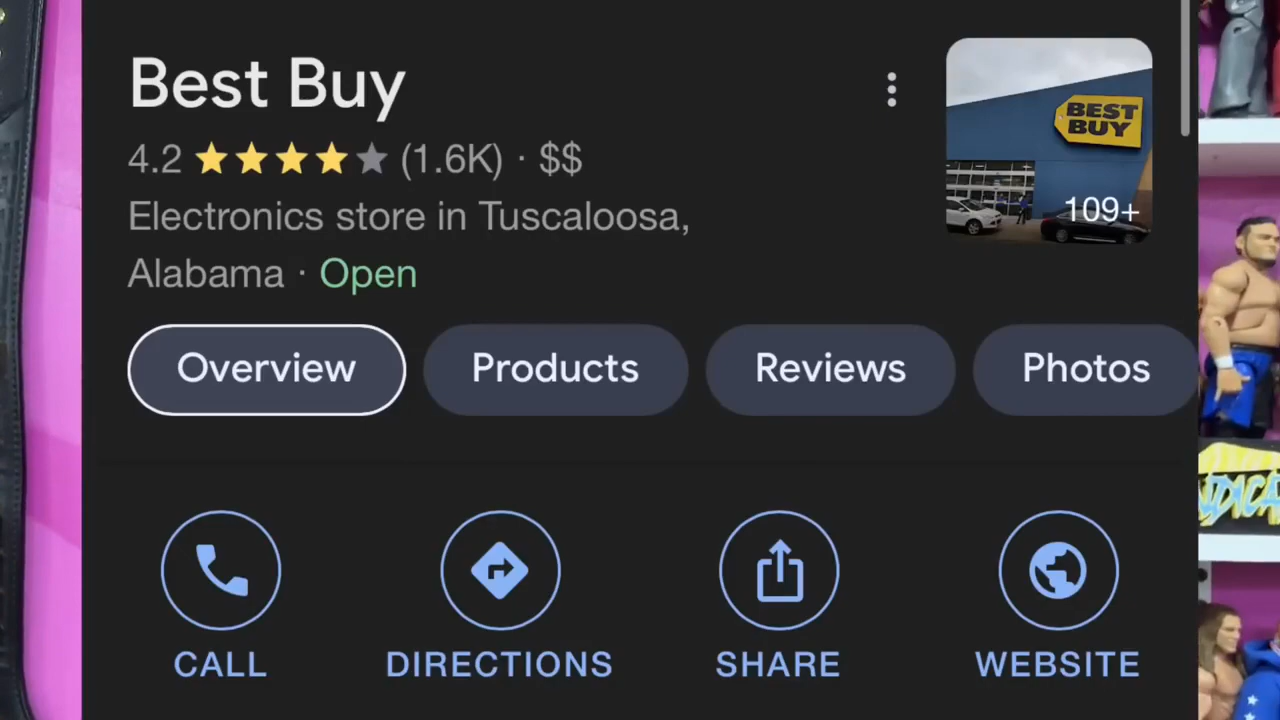 Best Buy
4.2 (1.6K) · $$
Electronics store in Tuscaloosa,
Alabama · Open
BEST
BUY
109+
Overview
Products
Reviews
Photos
CALL
DIRECTIONS
SHARE
WEBSITE